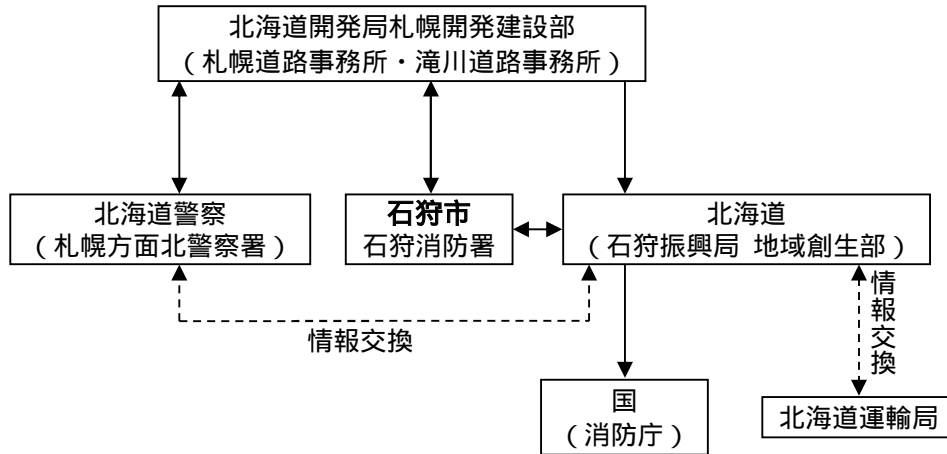 北海道開発局札幌開発建設部
（札幌道路事務所・滝川道路事務所）
北海道警察
（札幌方面北警察署）
石狩市
石狩消防署
北海道
（石狩振興局 地域創生部）
情報交換
情報交換
国
（消防庁）
北海道運輸局